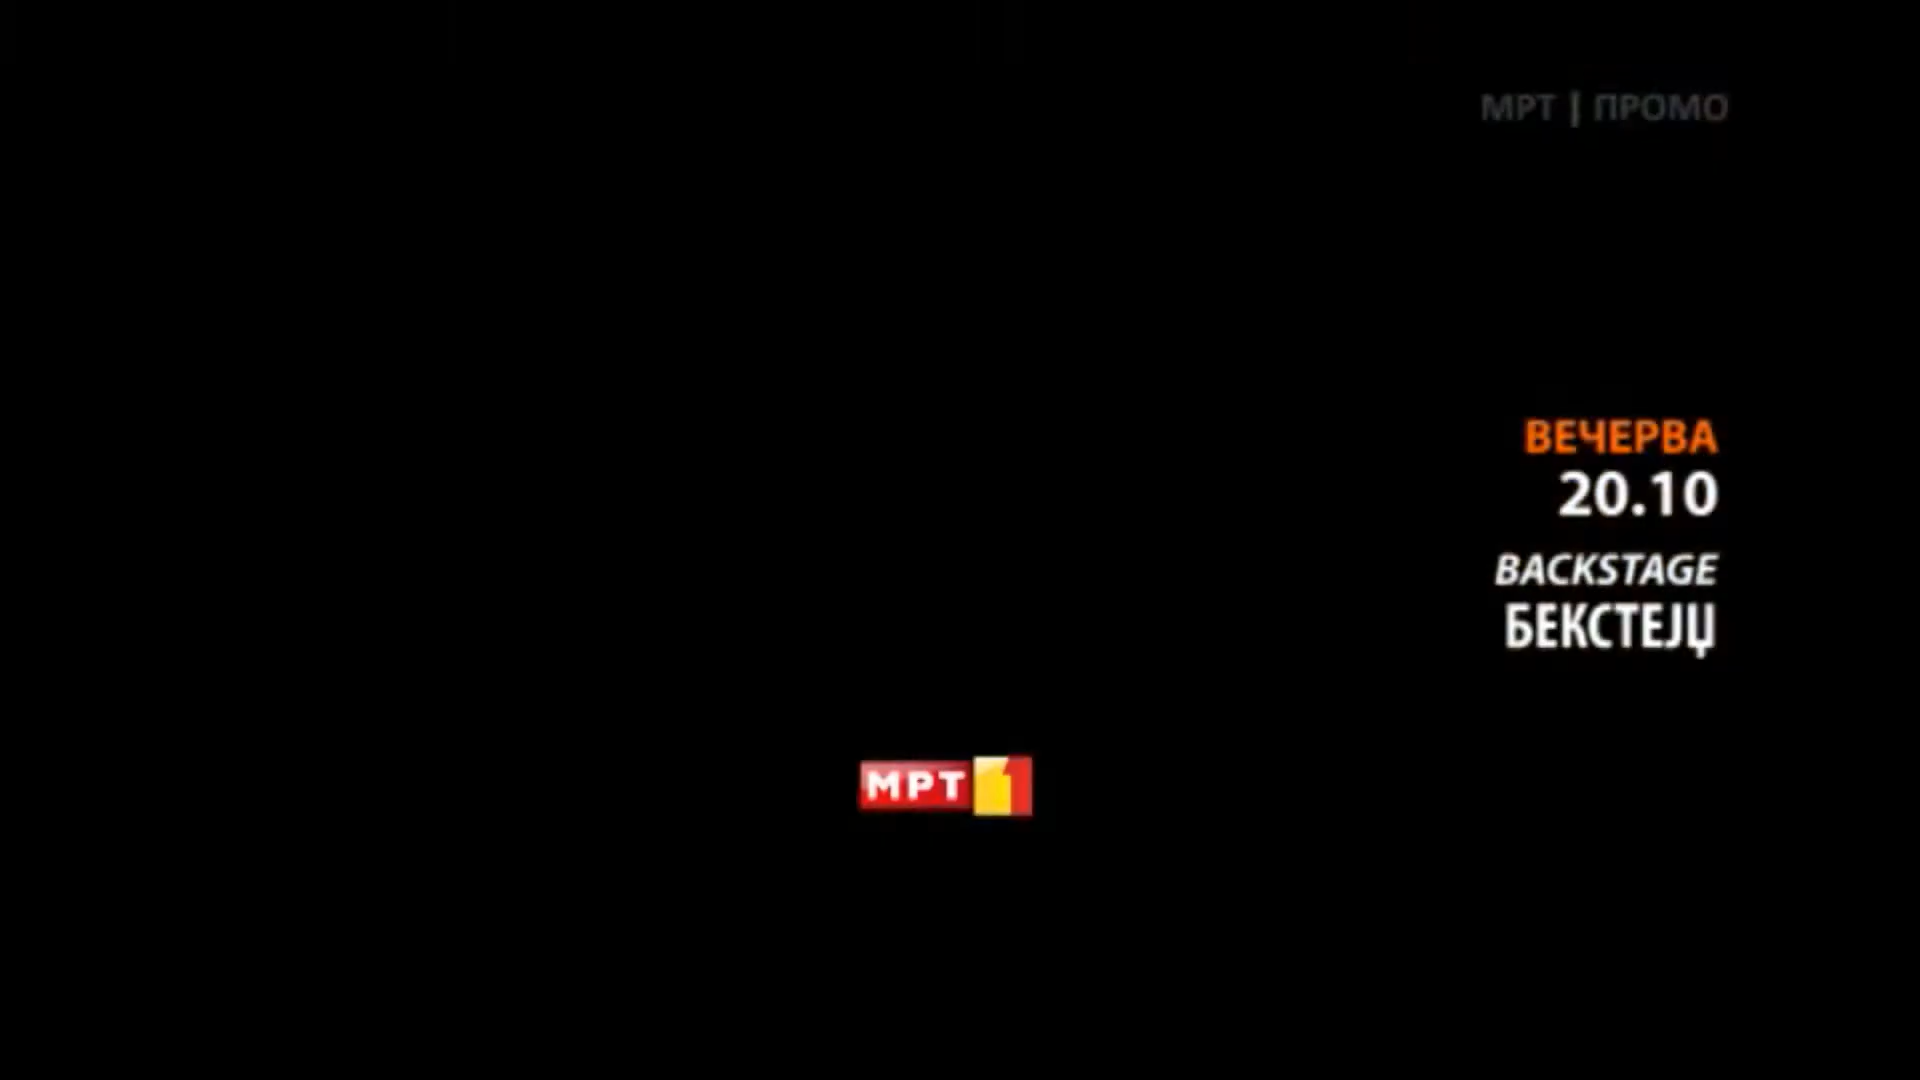 МРТ | ПРОМО
ВЕЧЕРВА
20.10
BACKSTAGE
БЕКСТЕЈЏ
МРТ 1